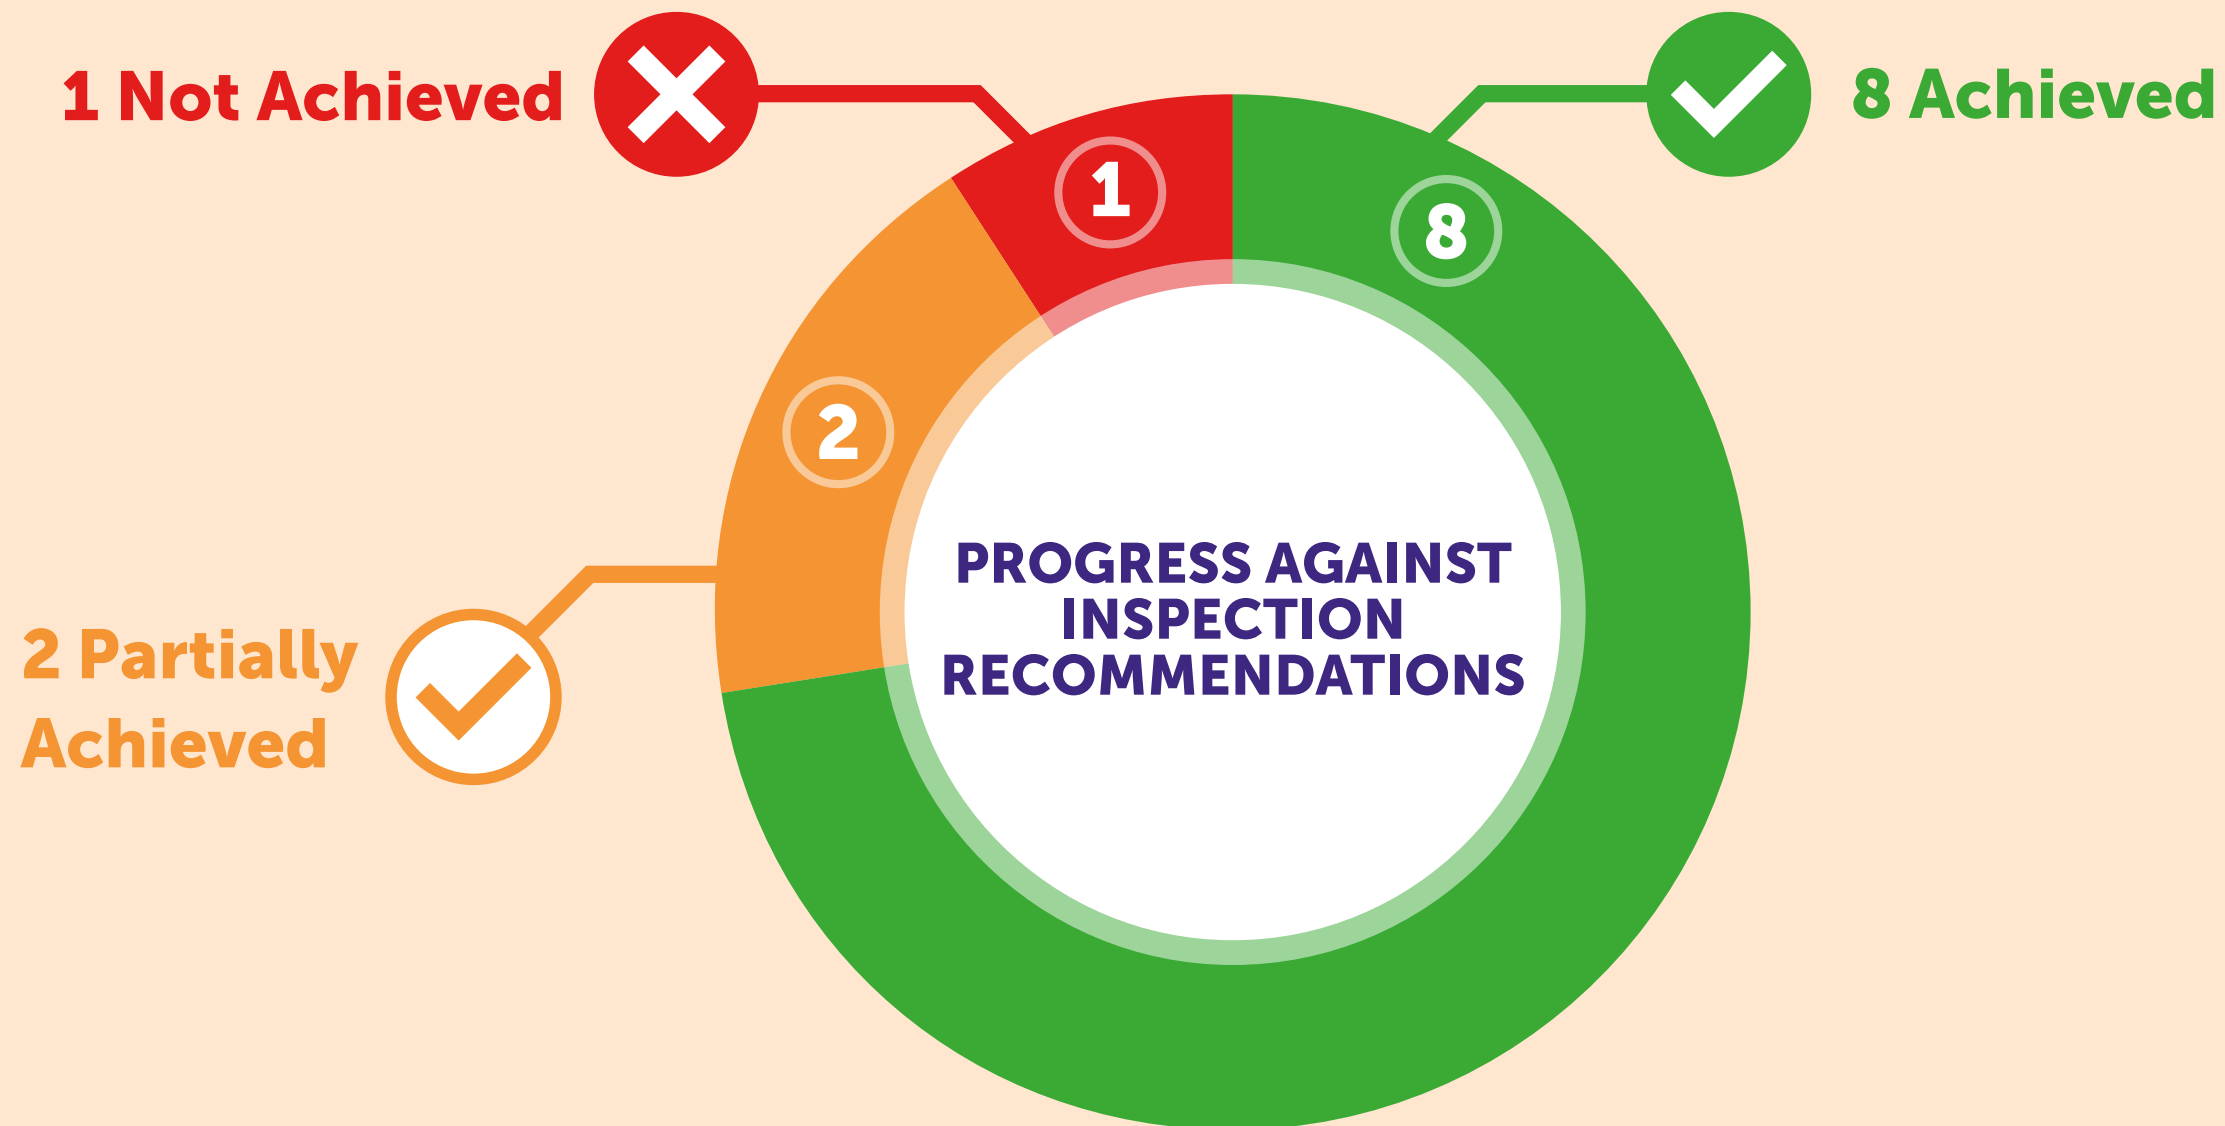 1 Not Achieved
8 Achieved
1
8
2
PROGRESS AGAINST
INSPECTION
RECOMMENDATIONS
2 Partially
Achieved